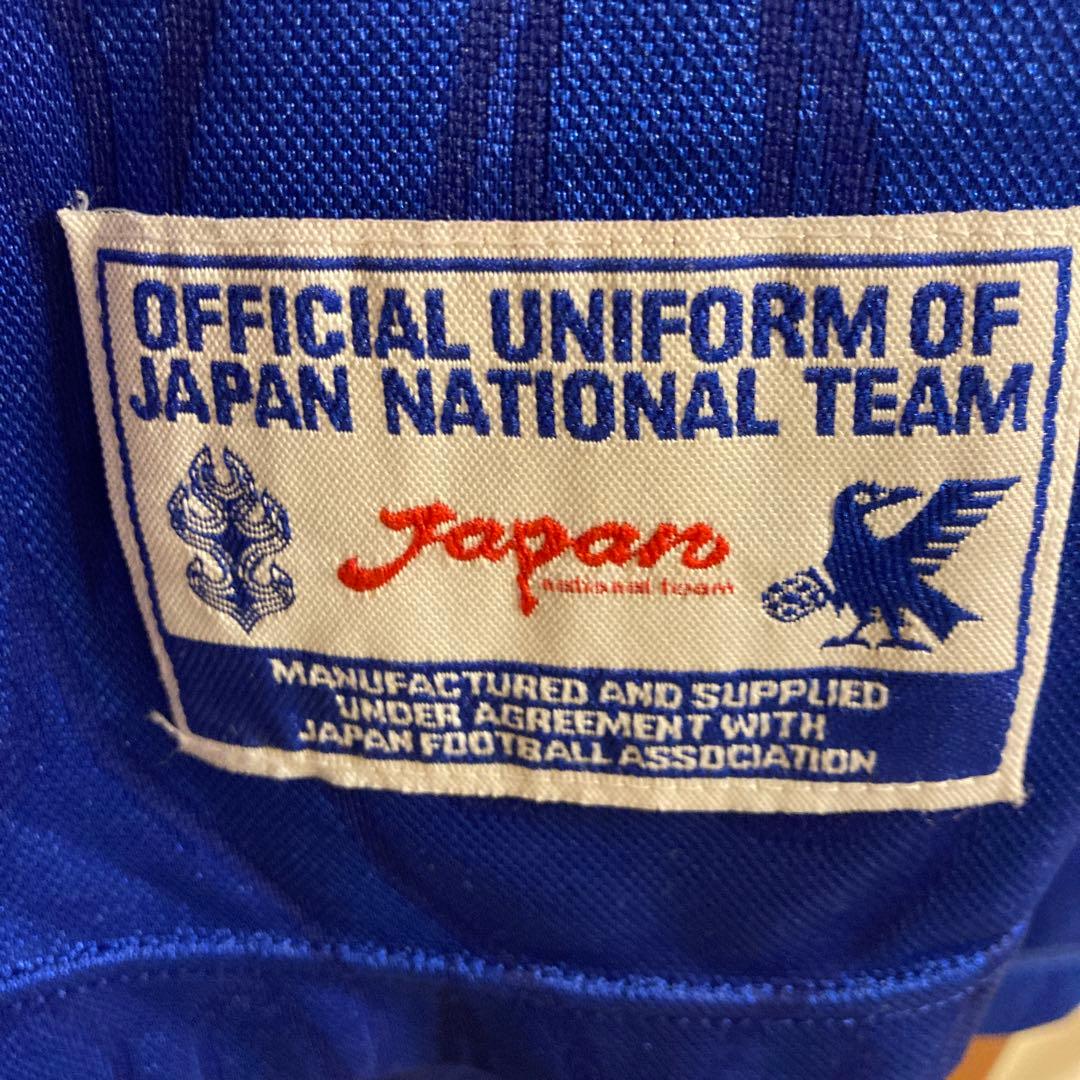 OFFICIAL UNIFORM OF
JAPAN NATIONAL TEAM
Japan
national team
MANUFACTURED AND SUPPLIED
UNDER AGREEMENT WITH
JAPAN FOOTBALL ASSOCIATION